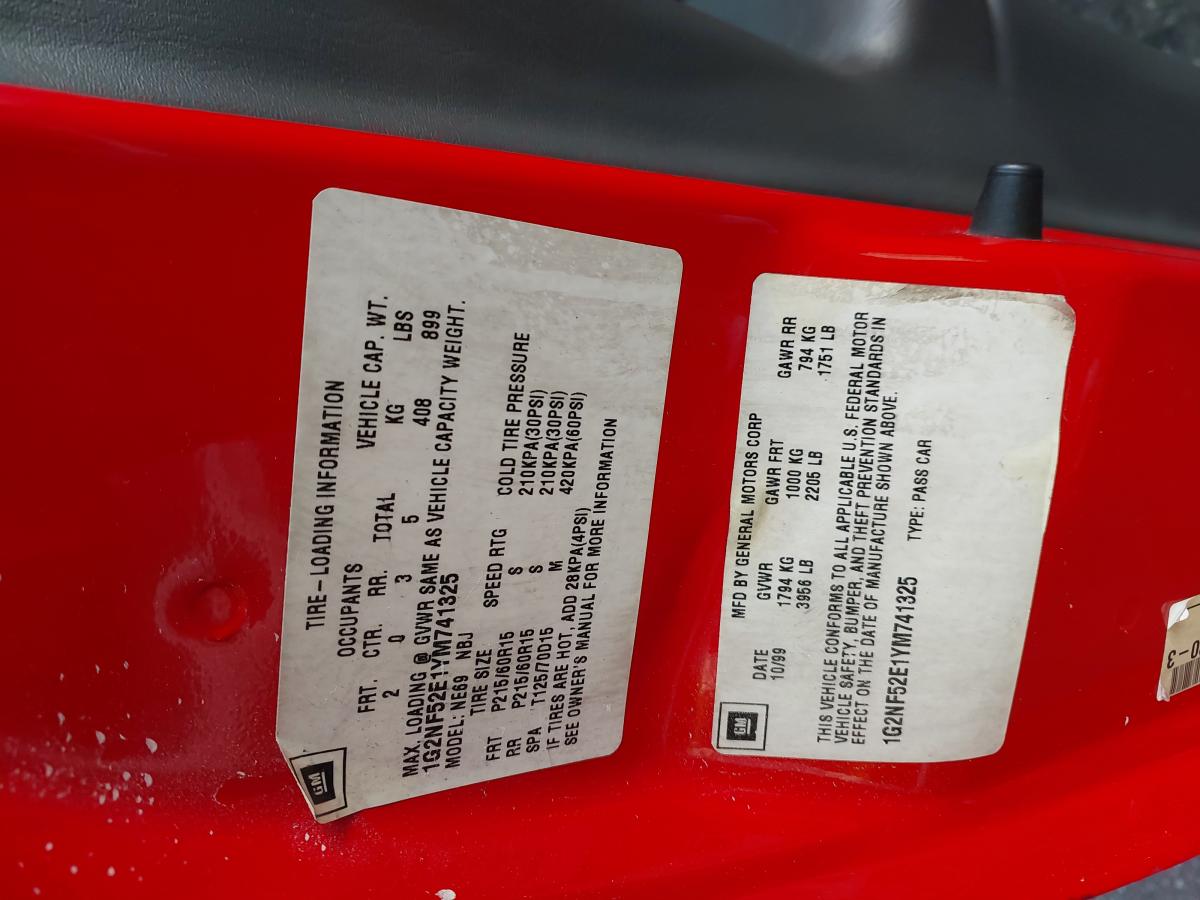 GM
TIRE-LOADING INFORMATION
OCCUPANTS VEHICLE CAP. WT.
FRT. CTR. RR. TOTAL KG LBS
2 0 3 5 408 899
MAX. LOADING @ GVWR SAME AS VEHICLE CAPACITY WEIGHT.
1G2NF52E1YM741325
MODEL: NE69 NBJ
TIRE SIZE SPEED RTG COLD TIRE PRESSURE
FRT P215/60R15 S 210KPA(30PSI)
RR P215/60R15 S 210KPA(30PSI)
SPA T125/70D15 M 420KPA(60PSI)
IF TIRES ARE HOT, ADD 28KPA(4PSI)
SEE OWNER'S MANUAL FOR MORE INFORMATION
GM
MFD BY GENERAL MOTORS CORP
DATE GVWR GAWR FRT GAWR RR
10/99 1794 KG 1000 KG 794 KG
3956 LB 2205 LB 1751 LB
THIS VEHICLE CONFORMS TO ALL APPLICABLE U.S. FEDERAL MOTOR
VEHICLE SAFETY, BUMPER, AND THEFT PREVENTION STANDARDS IN
EFFECT ON THE DATE OF MANUFACTURE SHOWN ABOVE.
1G2NF52E1YM741325 TYPE: PASS CAR
0-3